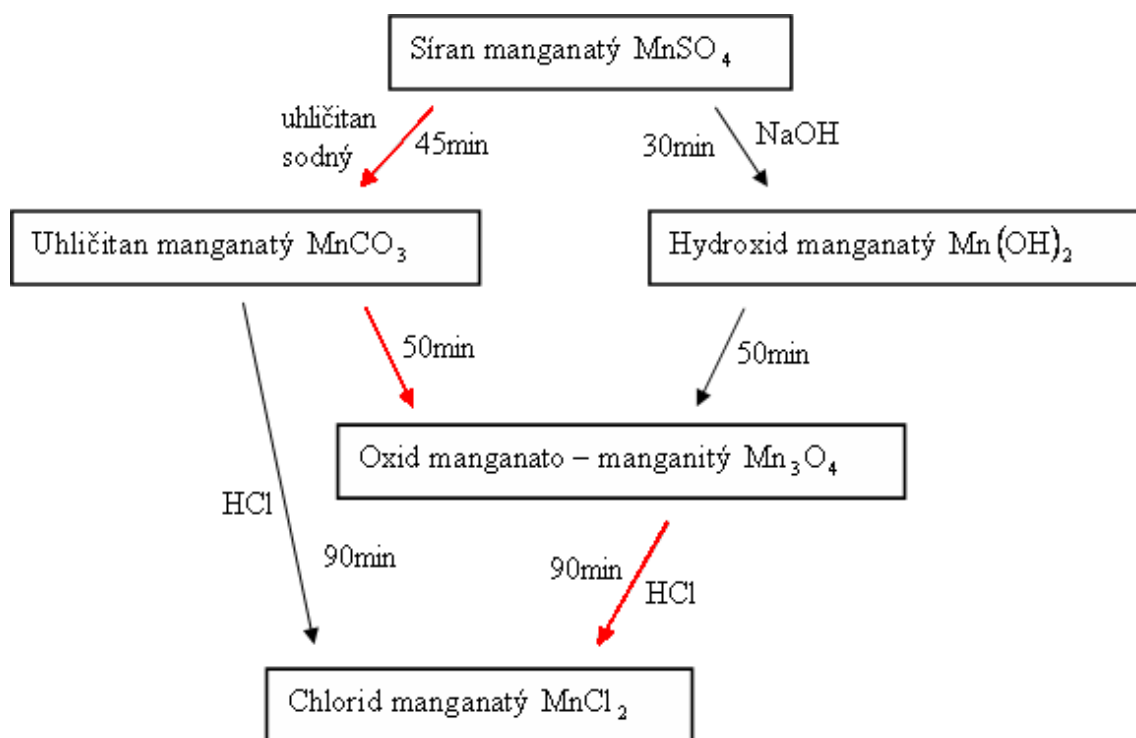 Síran manganatý MnSO₄
uhličitan
sodný
45min
30min
NaOH
Uhličitan manganatý MnCO₃
Hydroxid manganatý Mn(OH)₂
50min
50min
Oxid manganato – manganitý Mn₃O₄
HCl
90min
90min
HCl
Chlorid manganatý MnCl₂